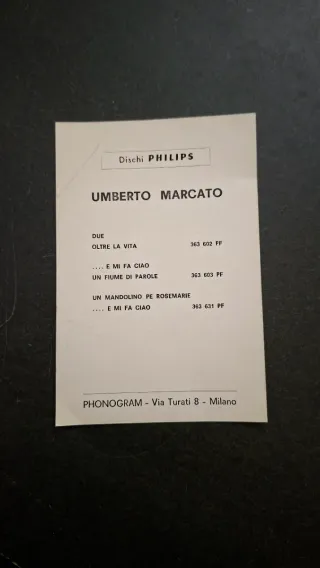 Dischi PHILIPS
UMBERTO MARCATO
DUE
OLTRE LA VITA 363 602 PF
.... E MI FA CIAO
UN FIUME DI PAROLE 363 603 PF
UN MANDOLINO PE ROSEMARIE
.... E MI FA CIAO 363 631 PF
PHONOGRAM - Via Turati 8 - Milano